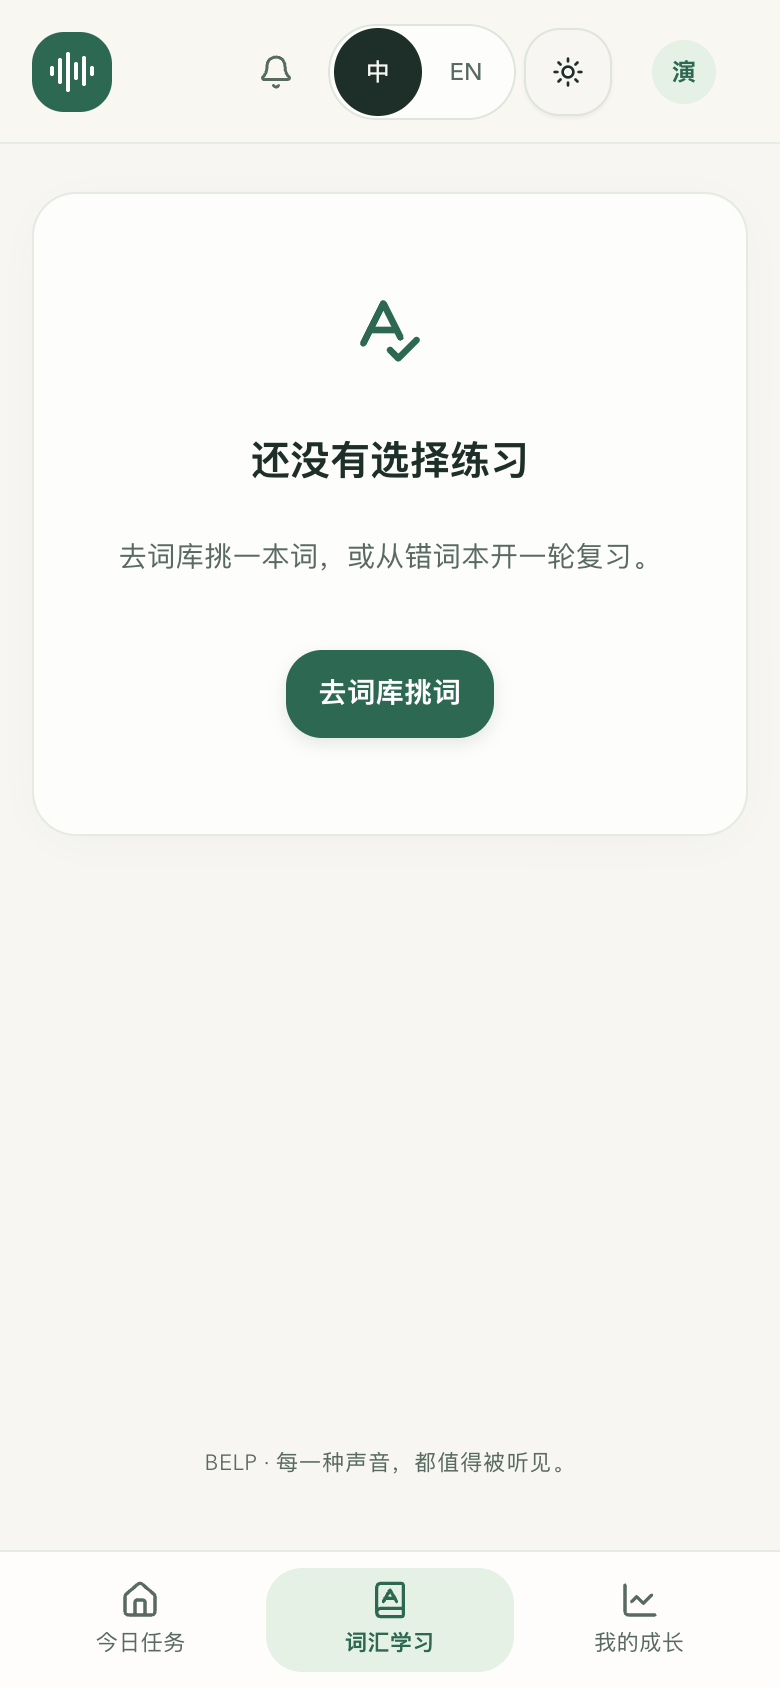 中 EN 演
还没有选择练习
去词库挑一本词，或从错词本开一轮复习。
去词库挑词
BELP · 每一种声音，都值得被听见。
今日任务 词汇学习 我的成长